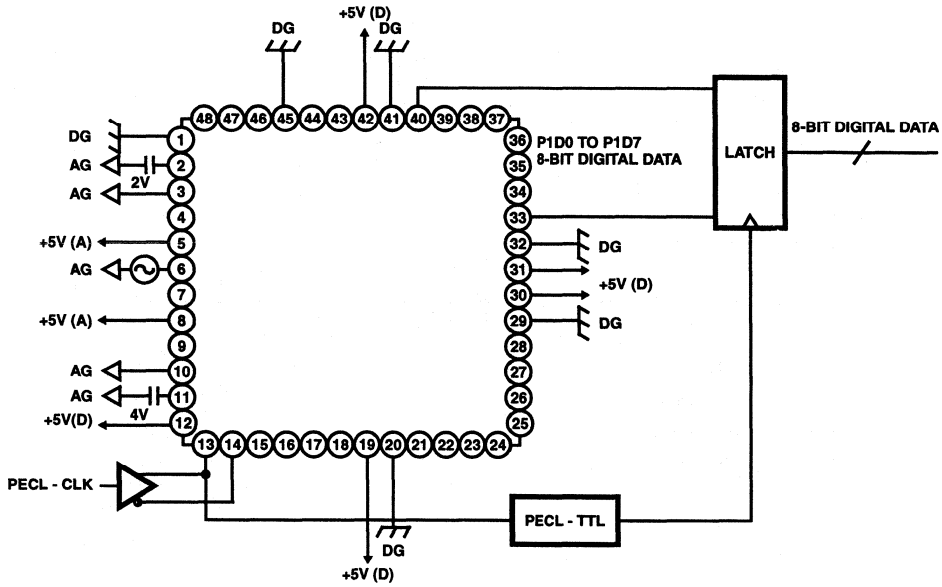 +5V (D)
DG
DG
48 47 46 45 44 43 42 41 40 39 38 37
DG
1
AG
2
2V
AG
3
4
+5V (A)
5
AG
6
7
+5V (A)
8
9
AG
10
AG
11
4V
+5V(D)
12
36
P1D0 TO P1D7
35
8-BIT DIGITAL DATA
34
33
32
DG
31
+5V (D)
30
29
DG
28
27
26
25
LATCH
8-BIT DIGITAL DATA
13 14 15 16 17 18 19 20 21 22 23 24
PECL - CLK
PECL - TTL
DG
+5V (D)